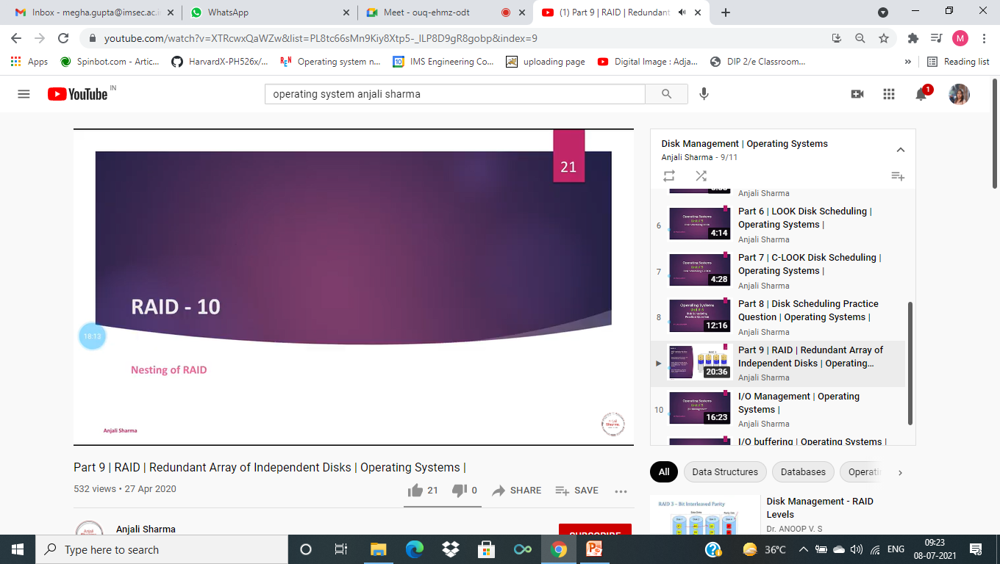 Inbox - megha.gupta@imsec.ac.i
WhatsApp
Meet - ouq-ehmz-odt
(1) Part 9 | RAID | Redundant
youtube.com/watch?v=XTRcwxQaWZw&list=PL8tc66sMn9Kiy8Xtp5-_lLP8D9gR8gobp&index=9
M
Apps
Spinbot.com - Artic...
HarvardX-PH526x/...
Operating system n...
IMS Engineering Co...
uploading page
Digital Image : Adja...
DIP 2/e Classroom...
Reading list
YouTube IN
operating system anjali sharma
1
21
RAID - 10
18:13
Nesting of RAID
Anjali Sharma
Disk Management | Operating Systems
Anjali Sharma - 9/11
Anjali Sharma
6
4:14
Part 6 | LOOK Disk Scheduling |
Operating Systems |
Anjali Sharma
7
4:28
Part 7 | C-LOOK Disk Scheduling |
Operating Systems |
Anjali Sharma
8
12:16
Part 8 | Disk Scheduling Practice
Question | Operating Systems |
Anjali Sharma
20:36
Part 9 | RAID | Redundant Array of
Independent Disks | Operating...
Anjali Sharma
10
16:23
I/O Management | Operating
Systems |
Anjali Sharma
I/O buffering | Operating Systems |
Part 9 | RAID | Redundant Array of Independent Disks | Operating Systems |
532 views • 27 Apr 2020
21
0
SHARE
SAVE
Anjali Sharma
SUBSCRIBE
All
Data Structures
Databases
Operati
RAID 3 – Bit Interleaved Parity
Disk Management - RAID
Levels
Dr. ANOOP V. S
Type here to search
36°C
ENG
09:23
08-07-2021